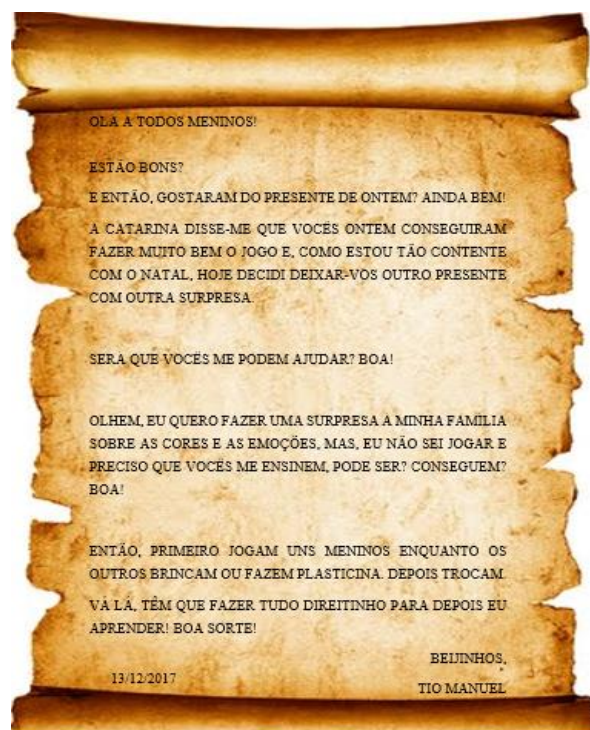 OLÁ A TODOS MENINOS!
ESTÃO BONS?
E ENTÃO, GOSTARAM DO PRESENTE DE ONTEM? AINDA BEM!
A CATARINA DISSE-ME QUE VOCÊS ONTEM CONSEGUIRAM
FAZER MUITO BEM O JOGO E, COMO ESTOU TÃO CONTENTE
COM O NATAL, HOJE DECIDI DEIXAR-VOS OUTRO PRESENTE
COM OUTRA SURPRESA.
SERÁ QUE VOCÊS ME PODEM AJUDAR? BOA!
OLHEM, EU QUERO FAZER UMA SURPRESA À MINHA FAMÍLIA
SOBRE AS CORES E AS EMOÇÕES, MAS, EU NÃO SEI JOGAR E
PRECISO QUE VOCÊS ME ENSINEM, PODE SER? CONSEGUEM?
BOA!
ENTÃO, PRIMEIRO JOGAM UNS MENINOS ENQUANTO OS
OUTROS BRINCAM OU FAZEM PLASTICINA. DEPOIS TROCAM.
VÁ LÁ, TÊM QUE FAZER TUDO DIREITINHO PARA DEPOIS EU
APRENDER! BOA SORTE!
BEIJINHOS,
13/12/2017
TIO MANUEL